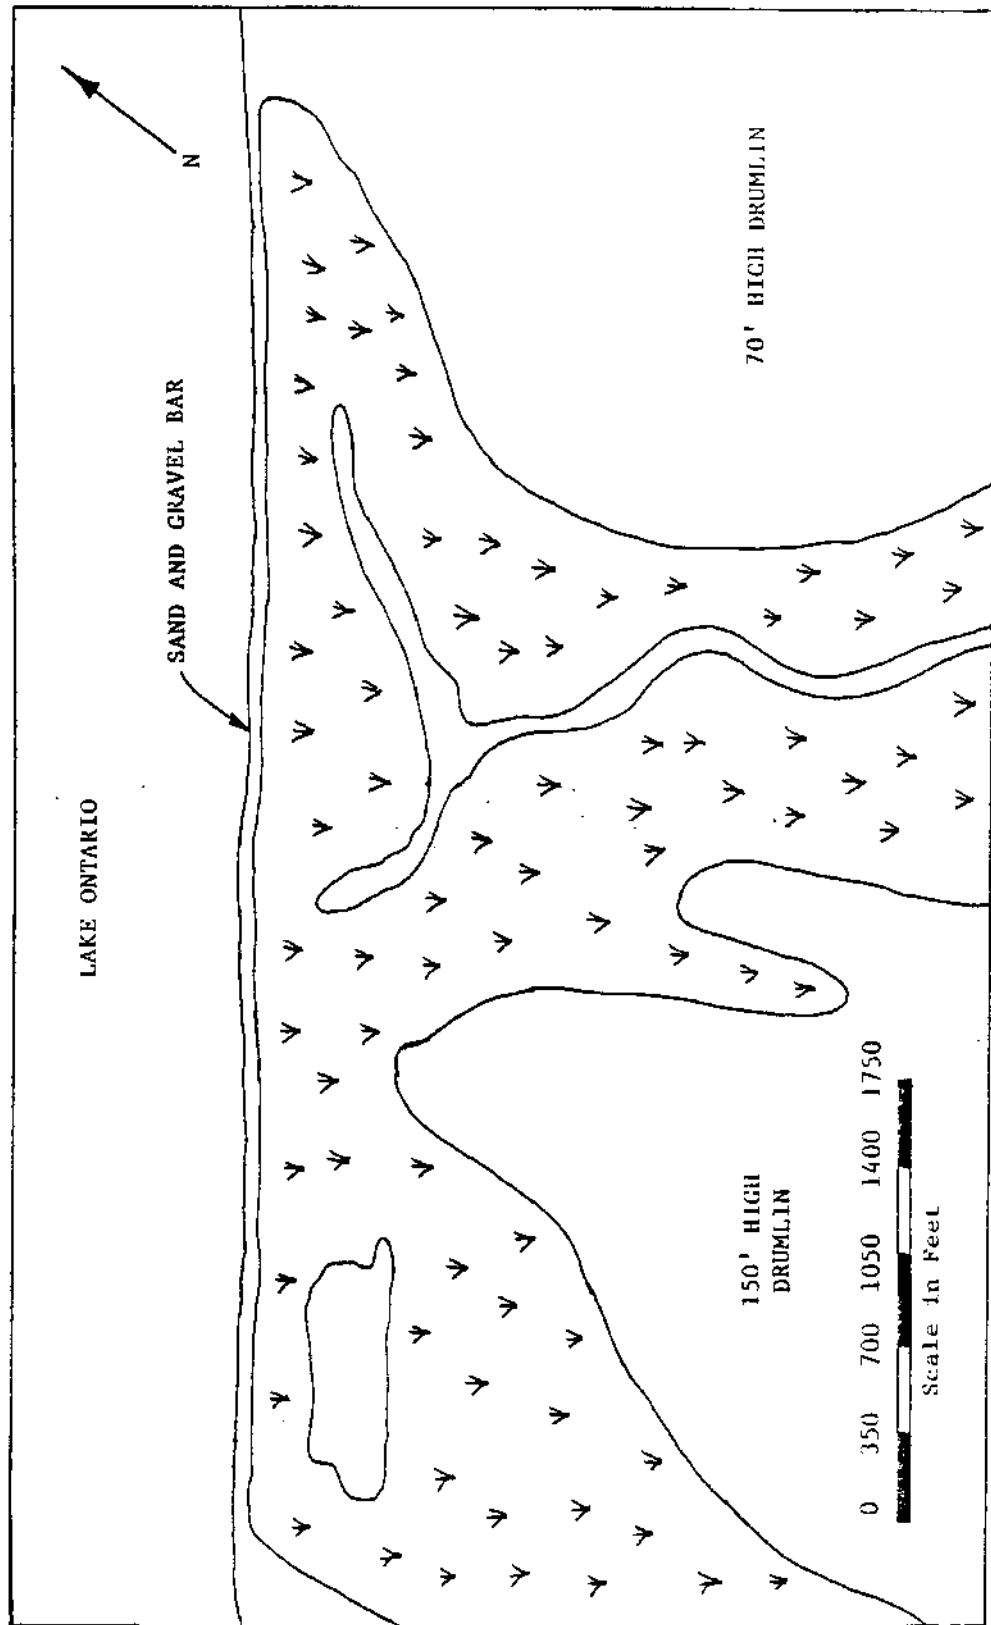 LAKE ONTARIO
SAND AND GRAVEL BAR
N
150' HIGH
DRUMLIN
70' HIGH DRUMLIN
0 350 700 1050 1400 1750
Scale in Feet